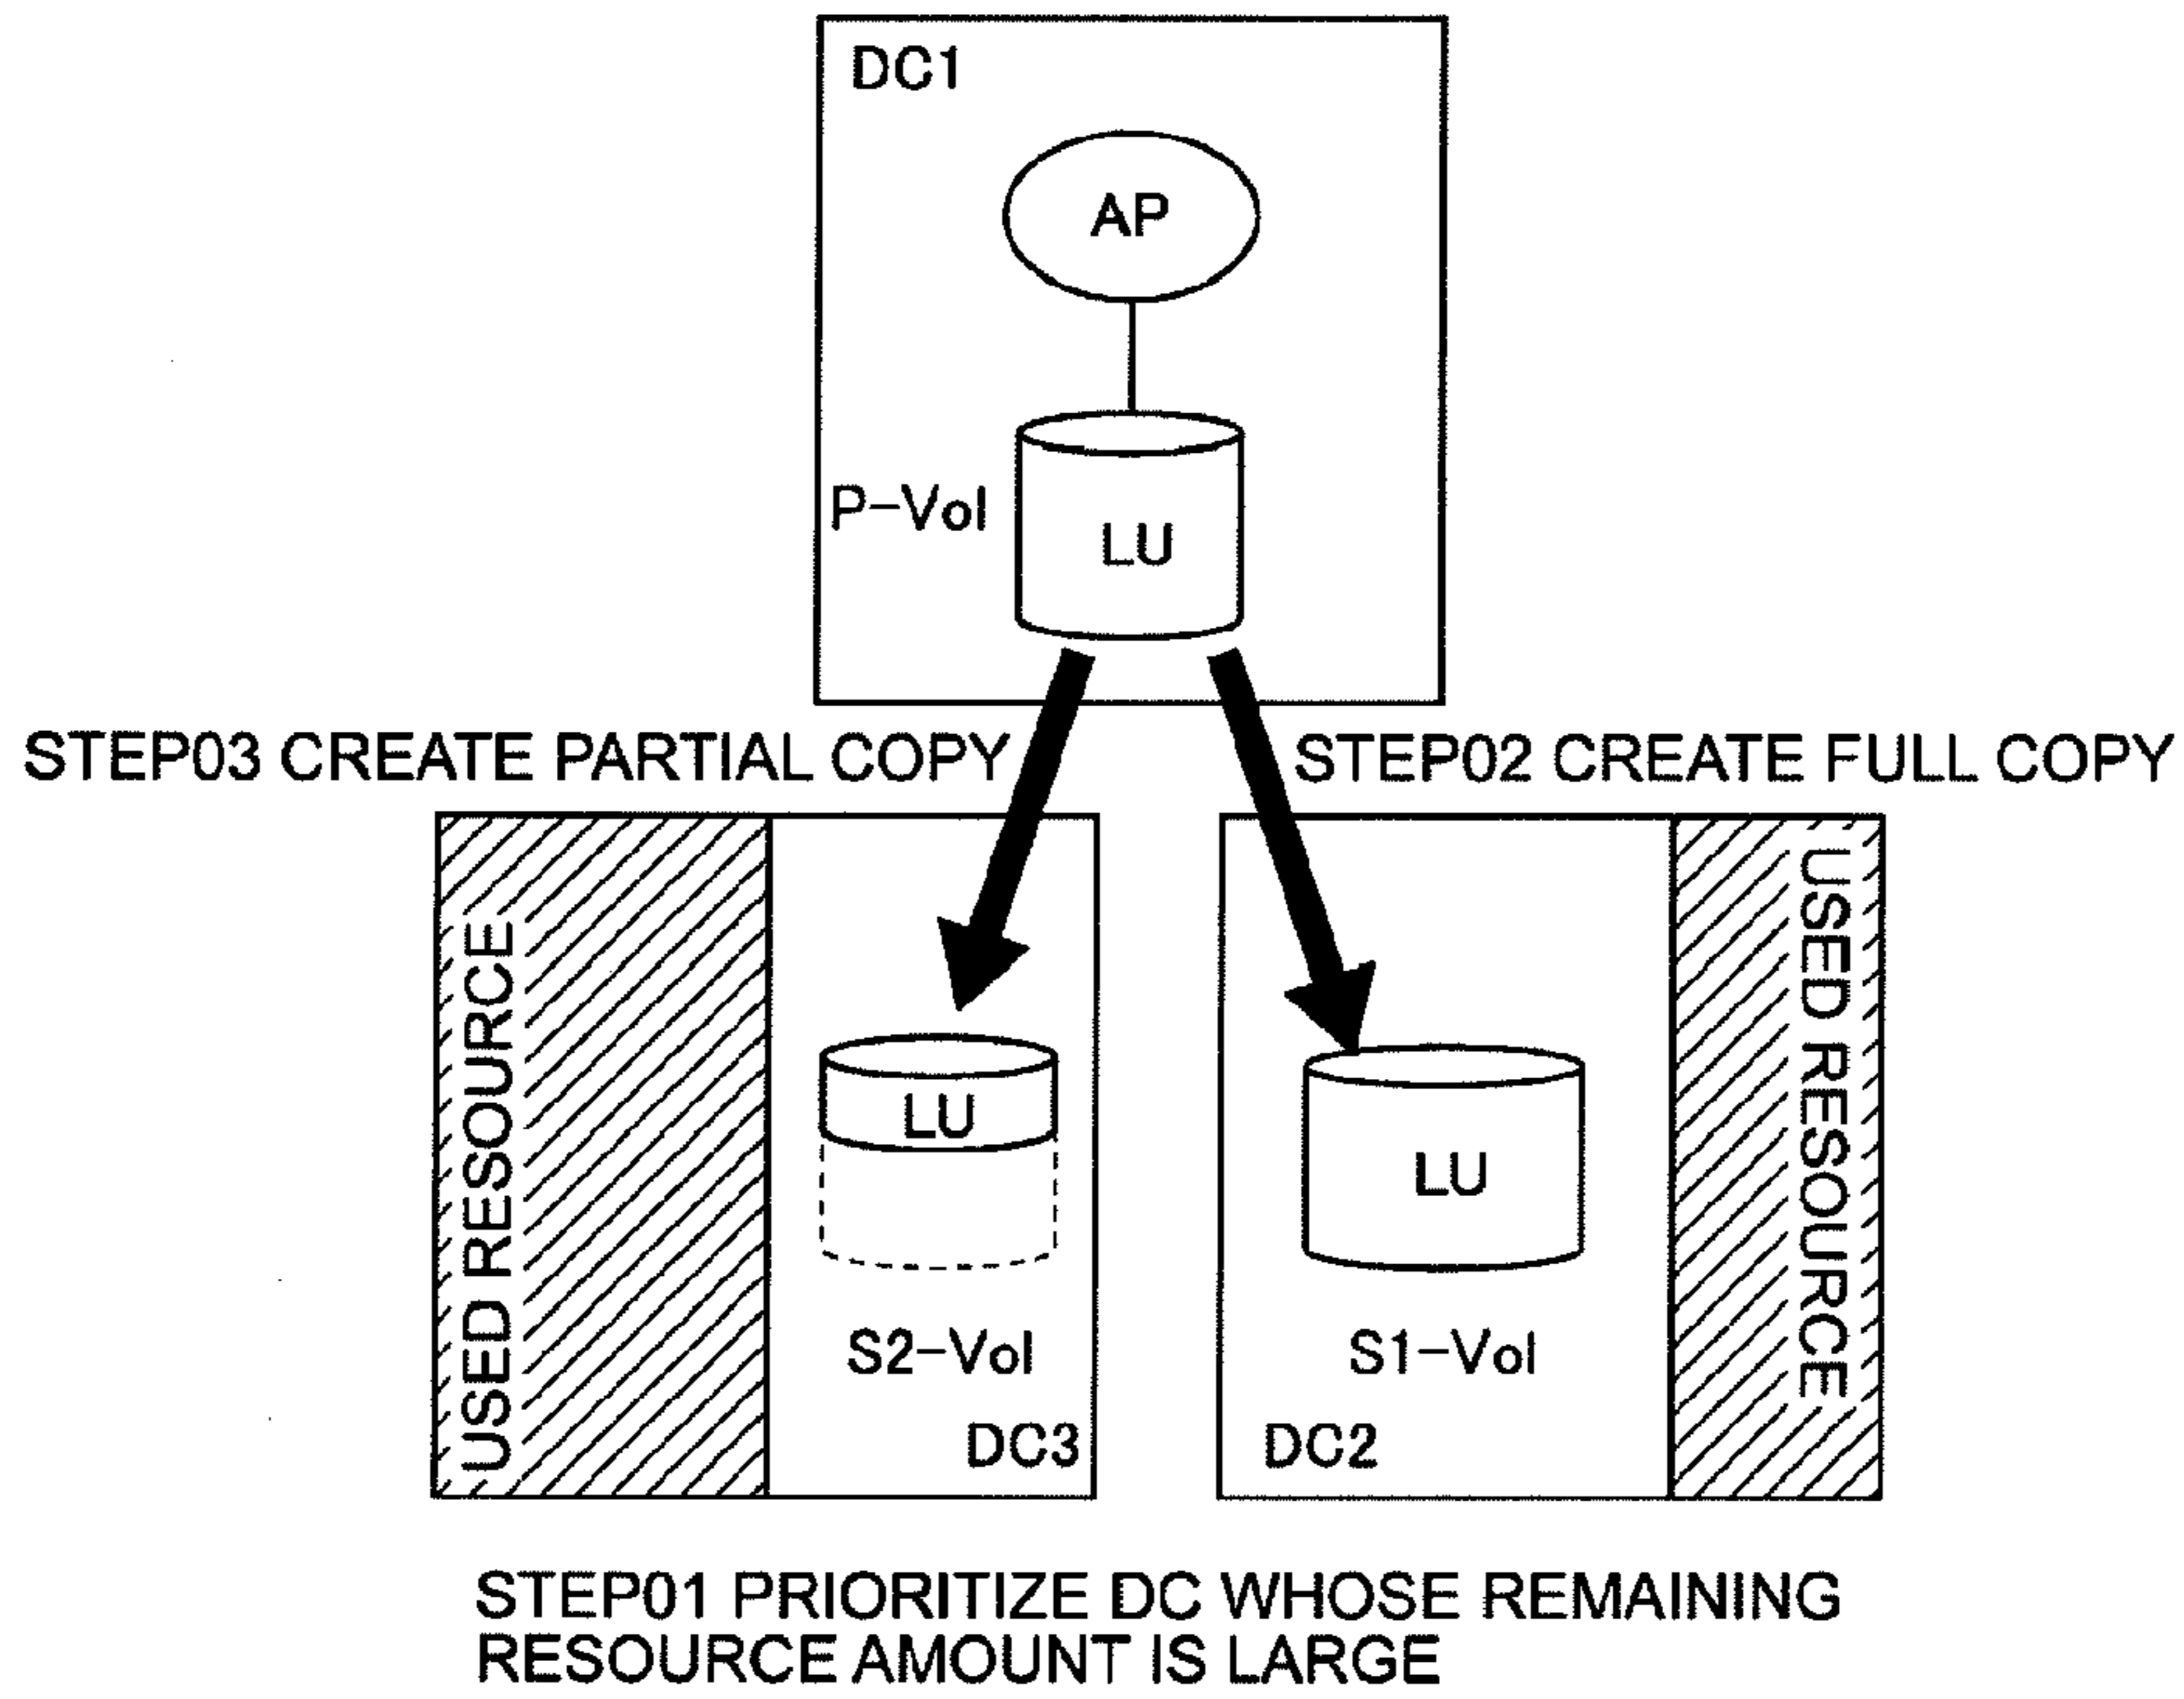 DC1
AP
P-Vol
LU
STEP03 CREATE PARTIAL COPY
STEP02 CREATE FULL COPY
USED RESOURCE
LU
S2-Vol
DC3
LU
S1-Vol
DC2
USED RESOURCE
STEP01 PRIORITIZE DC WHOSE REMAINING
RESOURCE AMOUNT IS LARGE